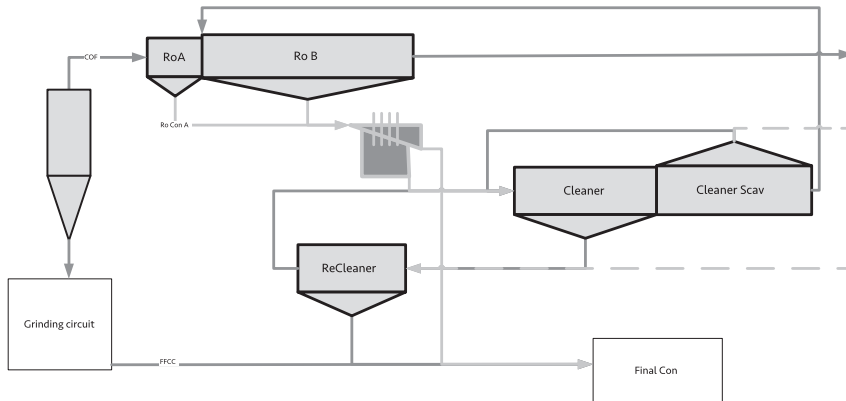 COF
RoA
Ro B
Ro Con A
Cleaner
Cleaner Scav
ReCleaner
Grinding circuit
FFCC
Final Con